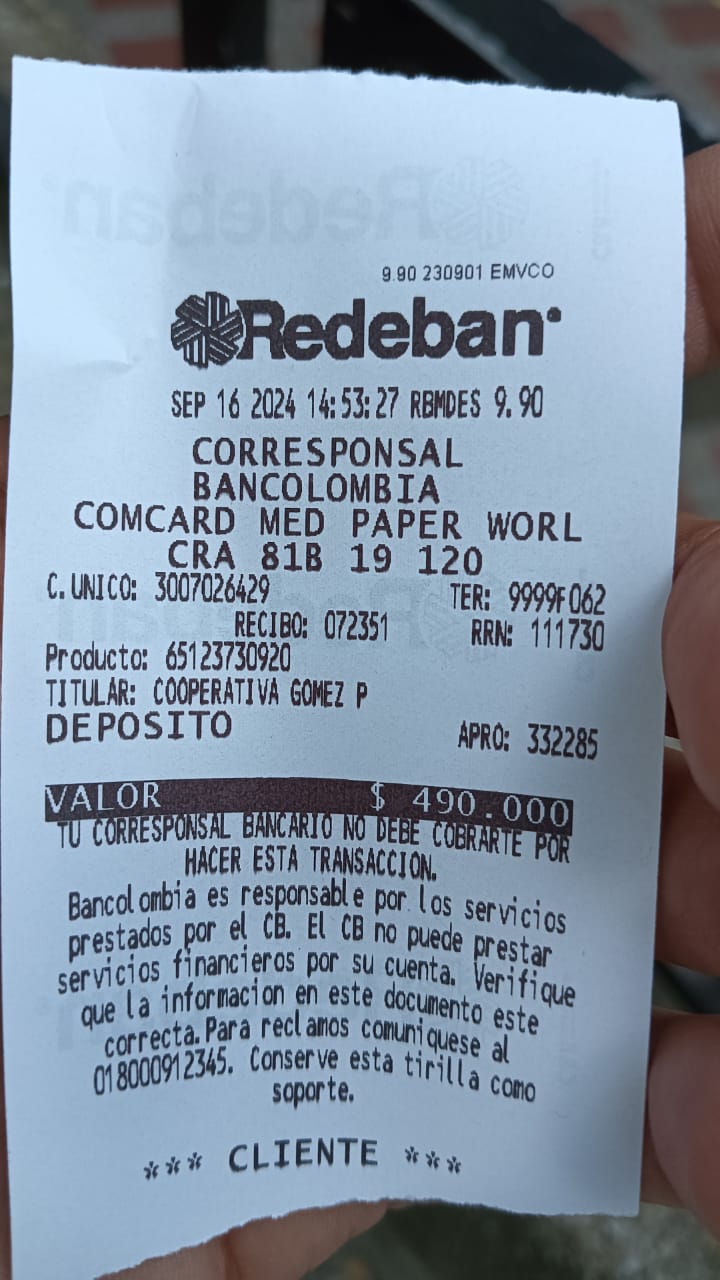 9.90 230901 EMVCO
Redeban
SEP 16 2024 14:53:27 RBMDES 9.90
CORRESPONSAL
BANCOLOMBIA
COMCARD MED PAPER WORL
CRA 81B 19 120
C.UNICO: 3007026429 TER: 9999F062
RECIBO: 072351 RRN: 111730
Producto: 65123730920
TITULAR: COOPERATIVA GOMEZ P
DEPOSITO APRO: 332285
VALOR $ 490.000
TU CORRESPONSAL BANCARIO NO DEBE COBRARTE POR
HACER ESTA TRANSACCION.
Bancolombia es responsable por los servicios
prestados por el CB. El CB no puede prestar
servicios financieros por su cuenta. Verifique
que la informacion en este documento este
correcta.Para reclamos comuniquese al
018000912345. Conserve esta tirilla como
soporte.
*** CLIENTE ***